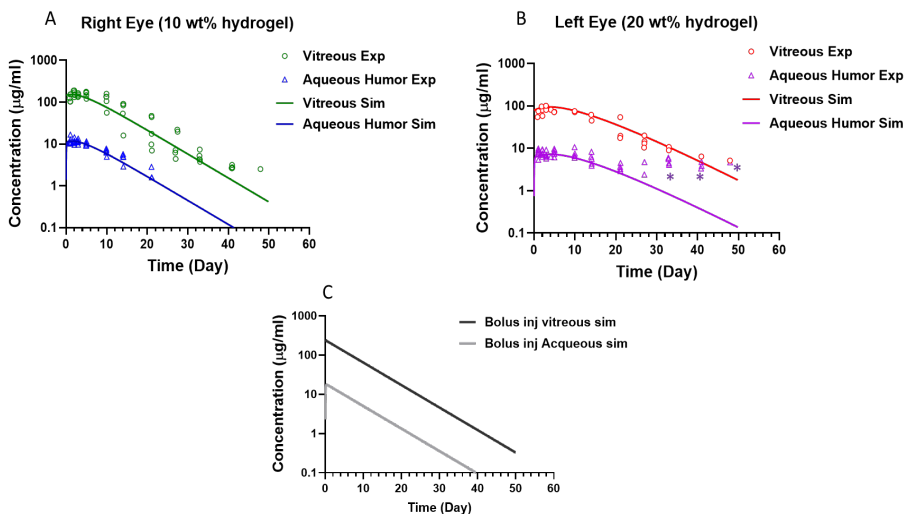 A
Right Eye (10 wt% hydrogel)
Vitreous Exp
Aqueous Humor Exp
Vitreous Sim
Aqueous Humor Sim
Concentration (µg/ml)
1000
100
10
1
0.1
0 10 20 30 40 50 60
Time (Day)
B
Left Eye (20 wt% hydrogel)
Vitreous Exp
Aqueous Humor Exp
Vitreous Sim
Aqueous Humor Sim
Concentration (µg/ml)
1000
100
10
1
0.1
* * *
0 10 20 30 40 50 60
Time (Day)
C
Bolus inj vitreous sim
Bolus inj Acqueous sim
Concentration (µg/ml)
1000
100
10
1
0.1
0 10 20 30 40 50 60
Time (Day)